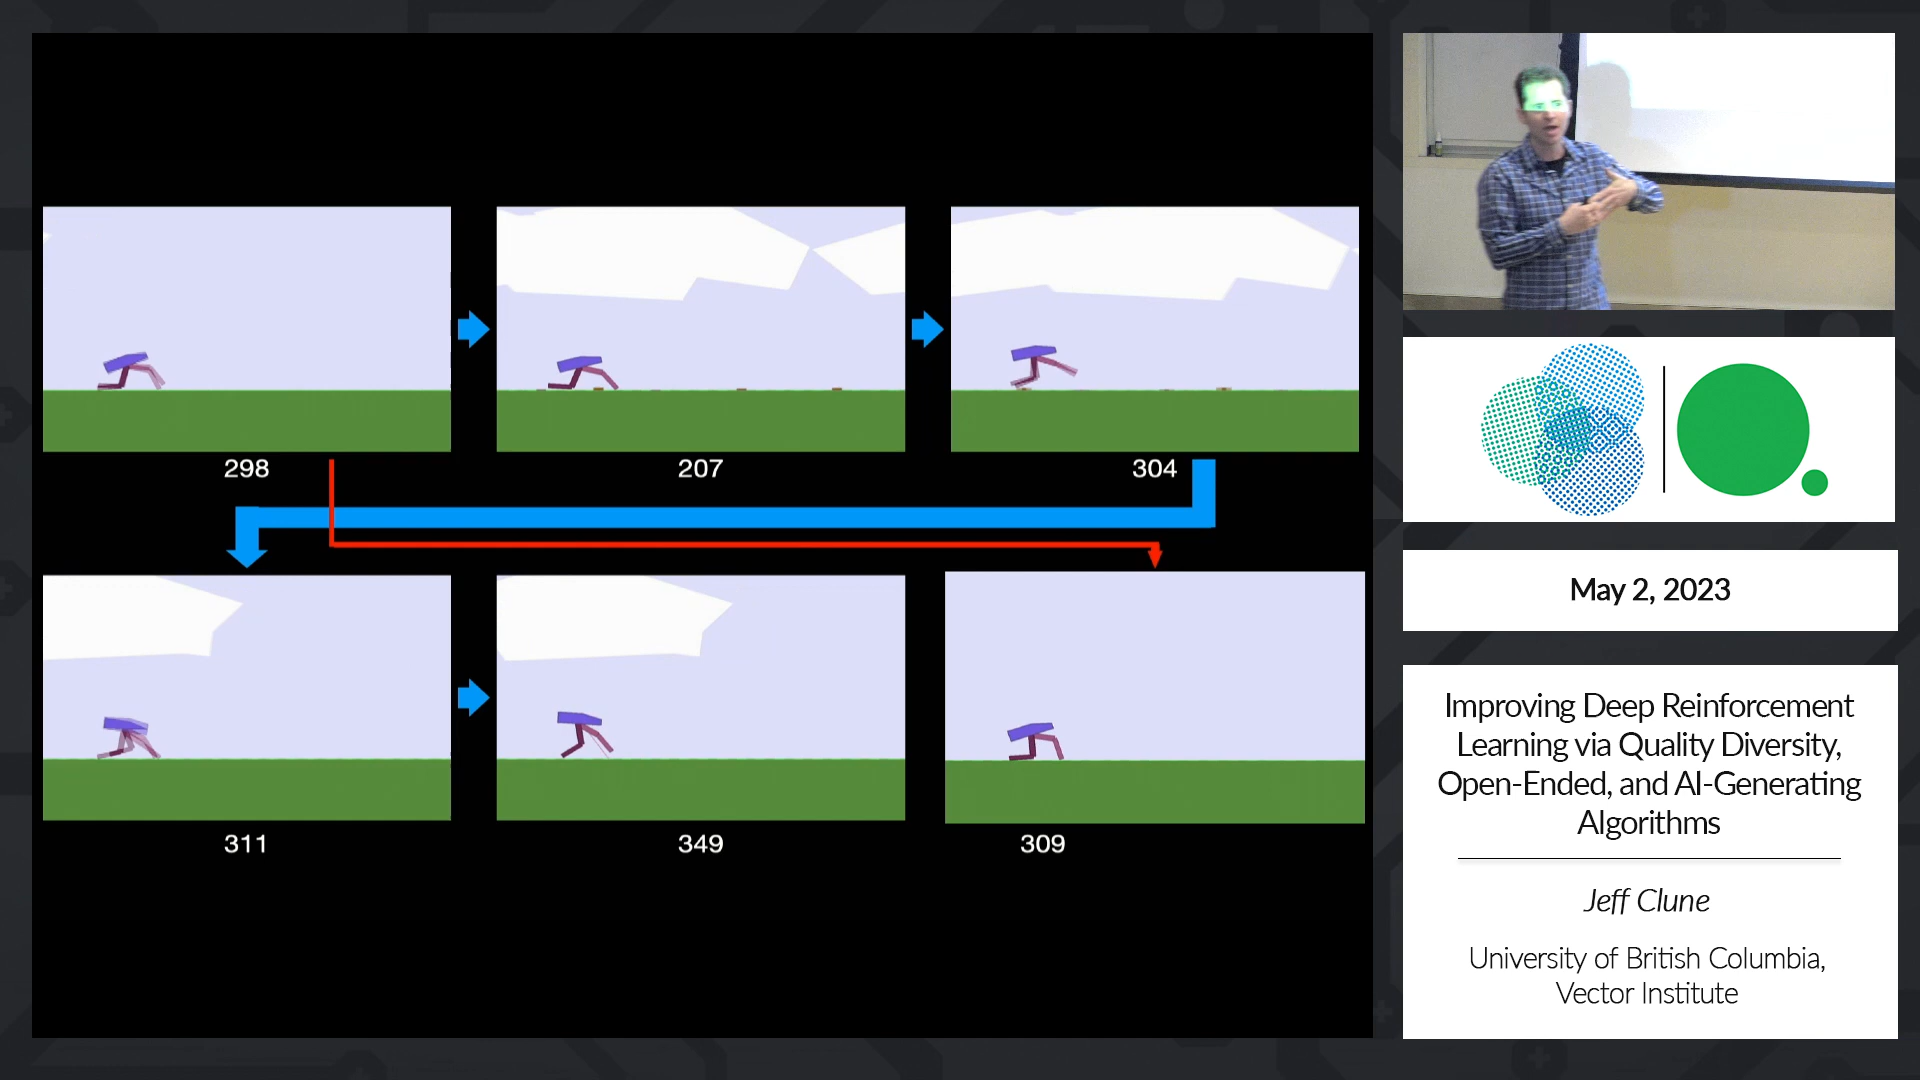 298
207
304
311
349
309
May 2, 2023
Improving Deep Reinforcement
Learning via Quality Diversity,
Open-Ended, and AI-Generating
Algorithms
Jeff Clune
University of British Columbia,
Vector Institute